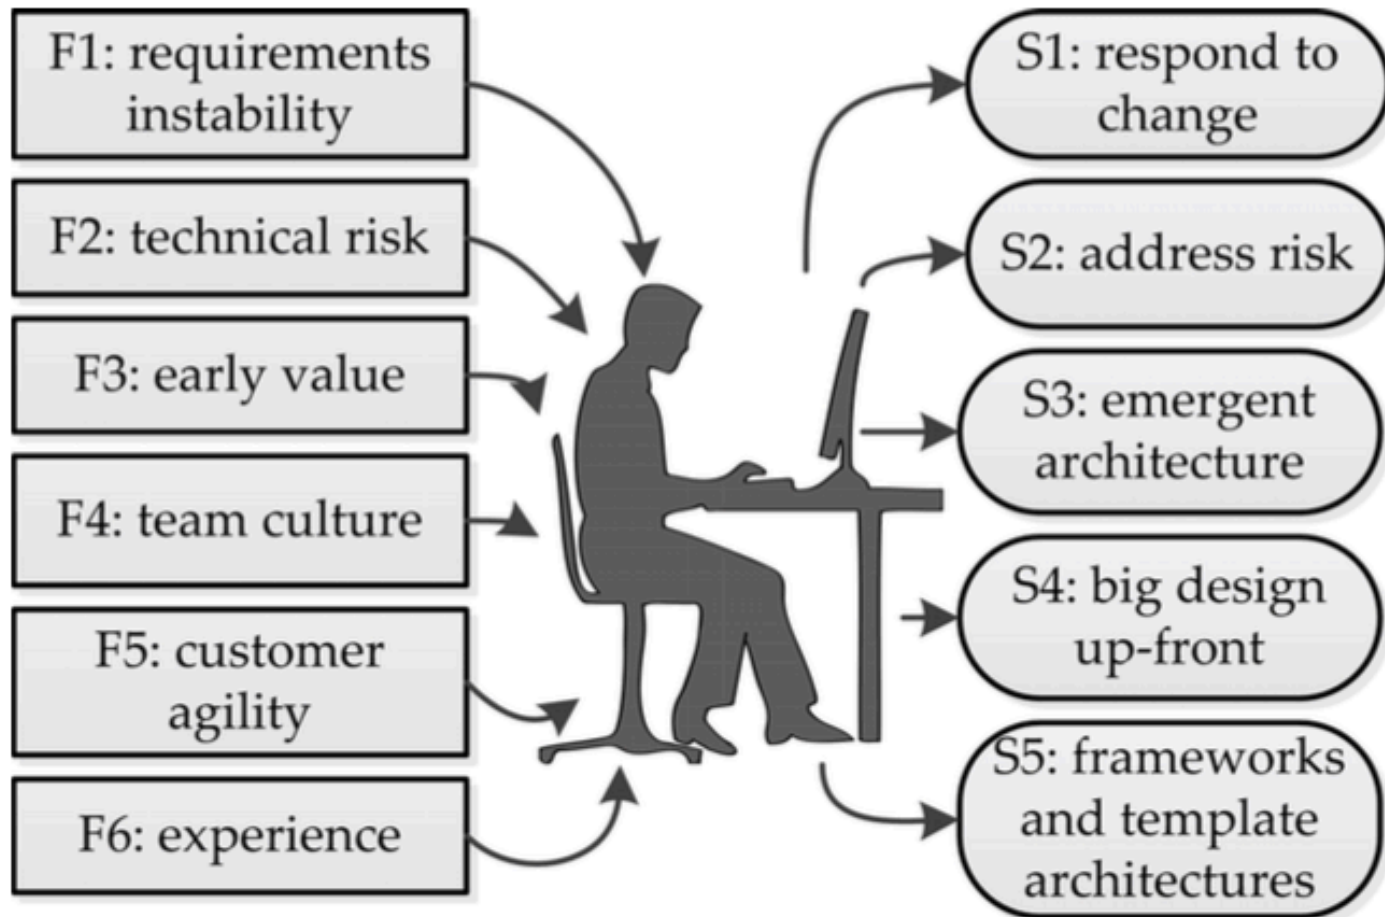 F1: requirements
instability
F2: technical risk
F3: early value
F4: team culture
F5: customer
agility
F6: experience
S1: respond to
change
S2: address risk
S3: emergent
architecture
S4: big design
up-front
S5: frameworks
and template
architectures